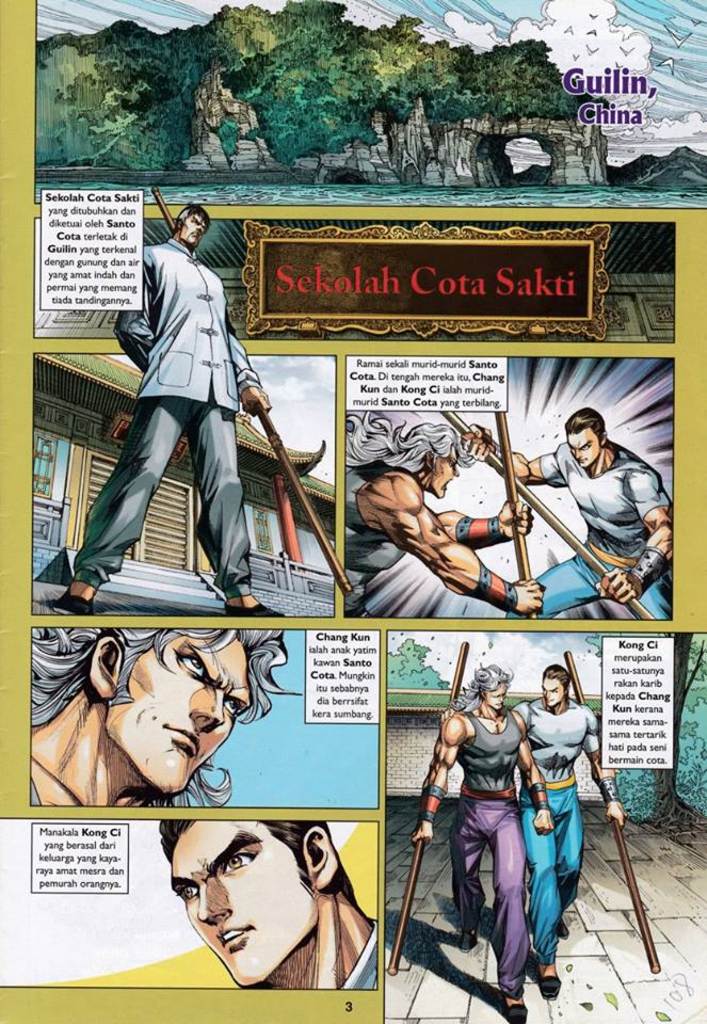 Guilin,
China
Sekolah Cota Sakti
yang ditubuhkan dan
diketuai oleh Santo
Cota terletak di
Guilin yang terkenal
dengan gunung dan air
yang amat indah dan
permai yang memang
tiada tandingannya.
Sekolah Cota Sakti
Ramai sekali murid-murid Santo
Cota. Di tengah mereka itu, Chang
Kun dan Kong Ci ialah murid-
murid Santo Cota yang terbilang.
Chang Kun
ialah anak yatim
kawan Santo
Cota. Mungkin
itu sebabnya
dia berrsifat
kera sumbang.
Kong Ci
merupakan
satu-satunya
rakan karib
kepada Chang
Kun kerana
mereka sama-
sama tertarik
hati pada seni
bermain cota.
Manakala Kong Ci
yang berasal dari
keluarga yang kaya-
raya amat mesra dan
pemurah orangnya.
3
108